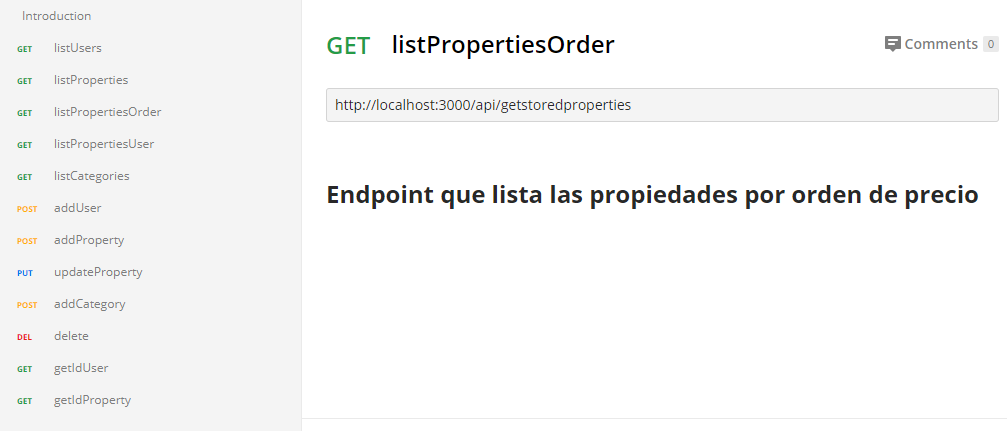 Introduction
GET listUsers
GET listProperties
GET listPropertiesOrder
GET listPropertiesUser
GET listCategories
POST addUser
POST addProperty
PUT updateProperty
POST addCategory
DEL delete
GET getIdUser
GET getIdProperty
GET listPropertiesOrder
Comments 0
http://localhost:3000/api/getstoredproperties
Endpoint que lista las propiedades por orden de precio